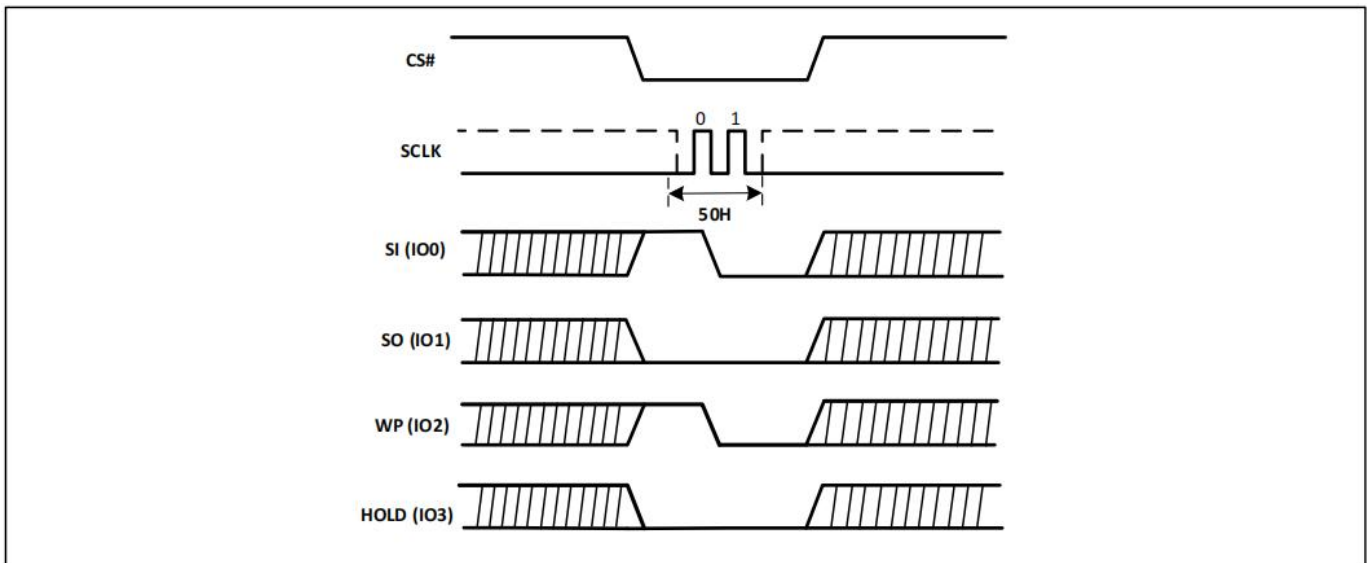 CS#
0 1
SCLK
50H
SI (IO0)
SO (IO1)
WP (IO2)
HOLD (IO3)